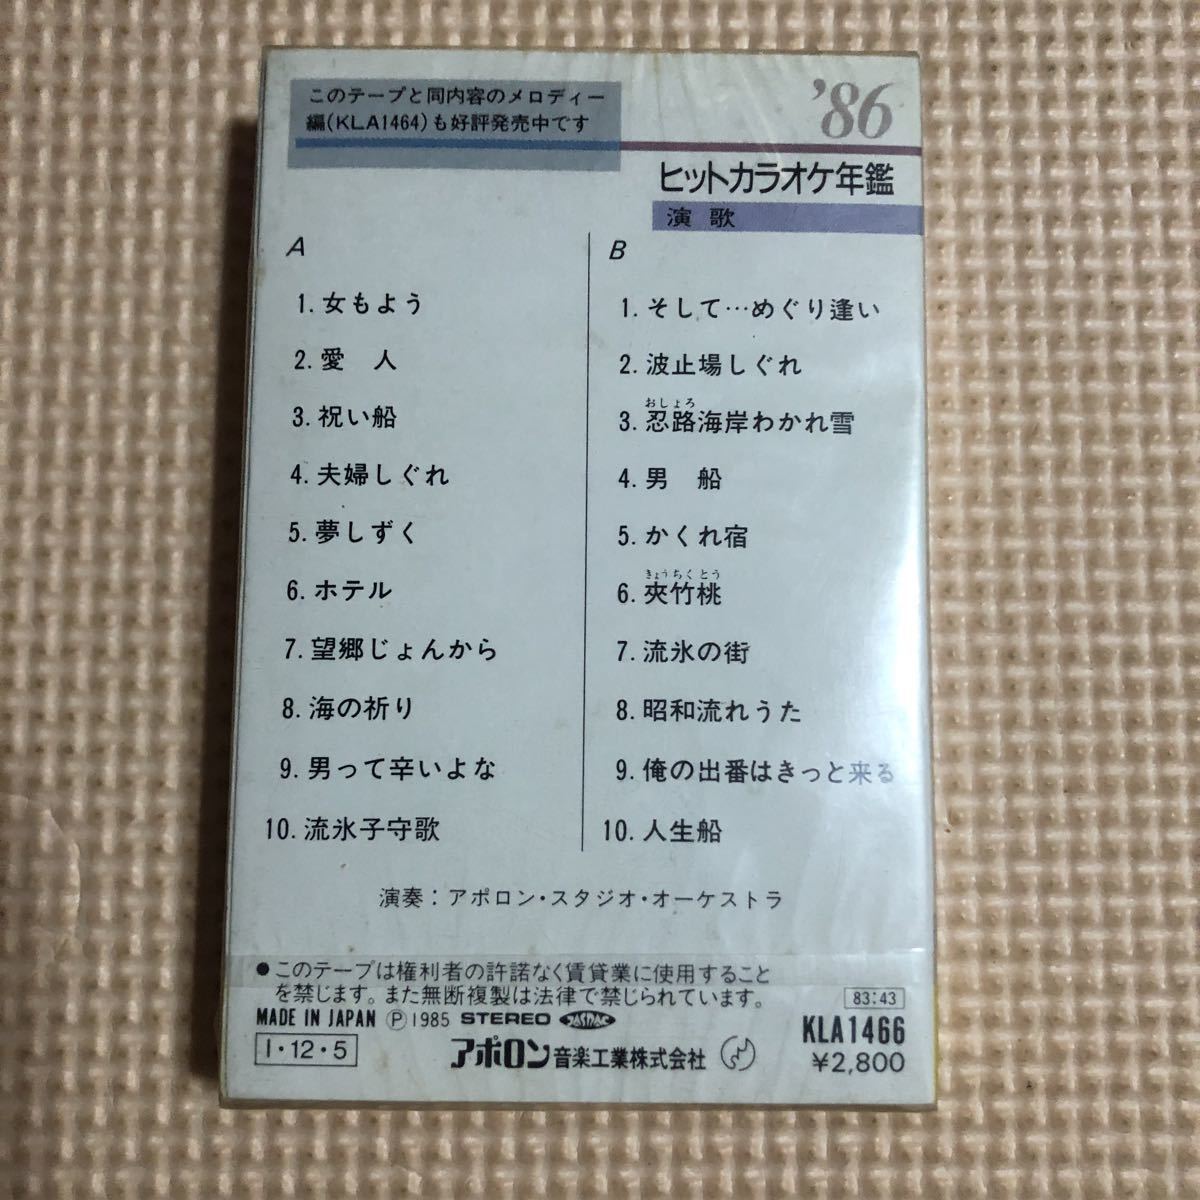 このテープと同内容のメロディー
編(KLA1464)も好評発売中です
'86
ヒットカラオケ年鑑
演歌
A
1.女もよう
2.愛　人
3.祝い船
4.夫婦しぐれ
5.夢しずく
6.ホテル
7.望郷じょんから
8.海の祈り
9.男って辛いよな
10.流氷子守歌
B
1.そして…めぐり逢い
2.波止場しぐれ
おしょろ
3.忍路海岸わかれ雪
4.男　船
5.かくれ宿
きょうちくとう
6.夾竹桃
7.流氷の街
8.昭和流れうた
9.俺の出番はきっと来る
10.人生船
演奏：アポロン・スタジオ・オーケストラ
●このテープは権利者の許諾なく賃貸業に使用すること
を禁じます。また無断複製は法律で禁じられています。
83:43
MADE IN JAPAN Ⓟ1985 STEREO JASRAC
KLA1466
I・12・5
アポロン音楽工業株式会社
¥2,800